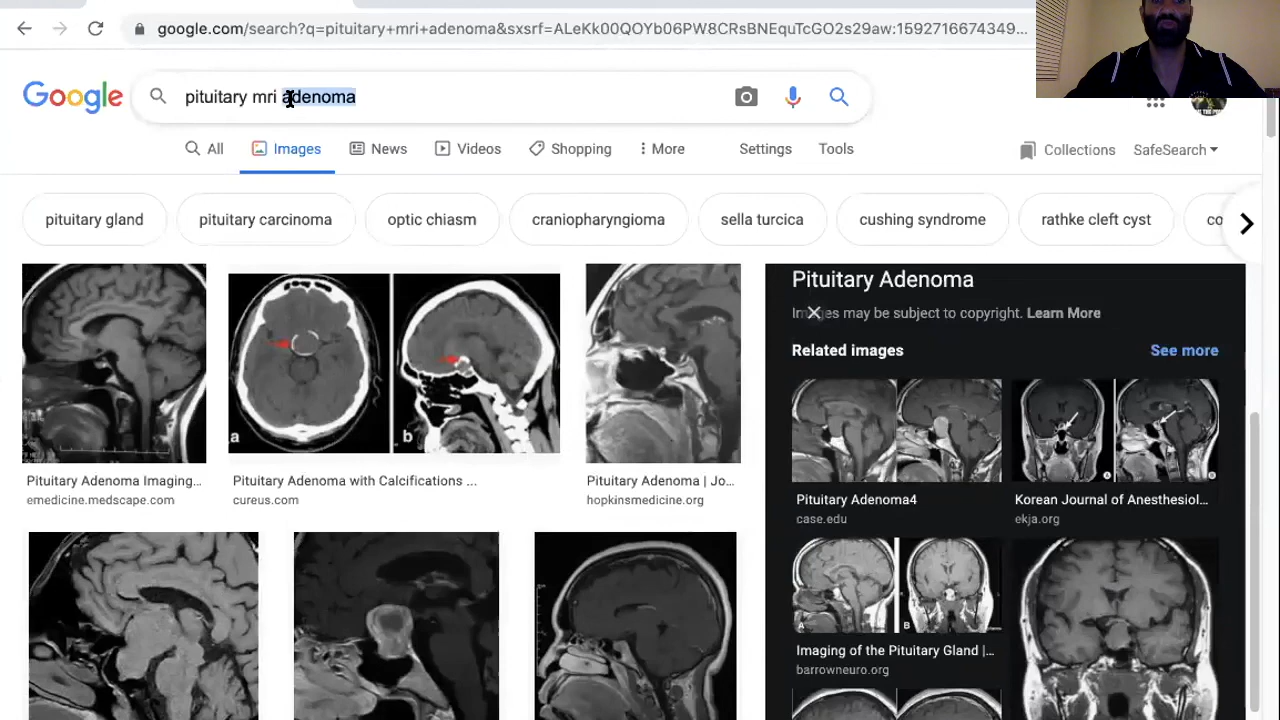 google.com/search?q=pituitary+mri+adenoma&sxsrf=ALeKk00QOYb06PW8CRsBNEquTcGO2s29aw:1592716674349...
Google
pituitary mri adenoma
All Images News Videos Shopping More Settings Tools Collections SafeSearch
pituitary gland pituitary carcinoma optic chiasm craniopharyngioma sella turcica cushing syndrome rathke cleft cyst co
Pituitary Adenoma
Images may be subject to copyright. Learn More
Related images See more
a b
Pituitary Adenoma Imaging... Pituitary Adenoma with Calcifications ... Pituitary Adenoma | Jo...
emedicine.medscape.com cureus.com hopkinsmedicine.org
Pituitary Adenoma4 Korean Journal of Anesthesiol...
case.edu ekja.org
A B
Imaging of the Pituitary Gland |...
barrowneuro.org